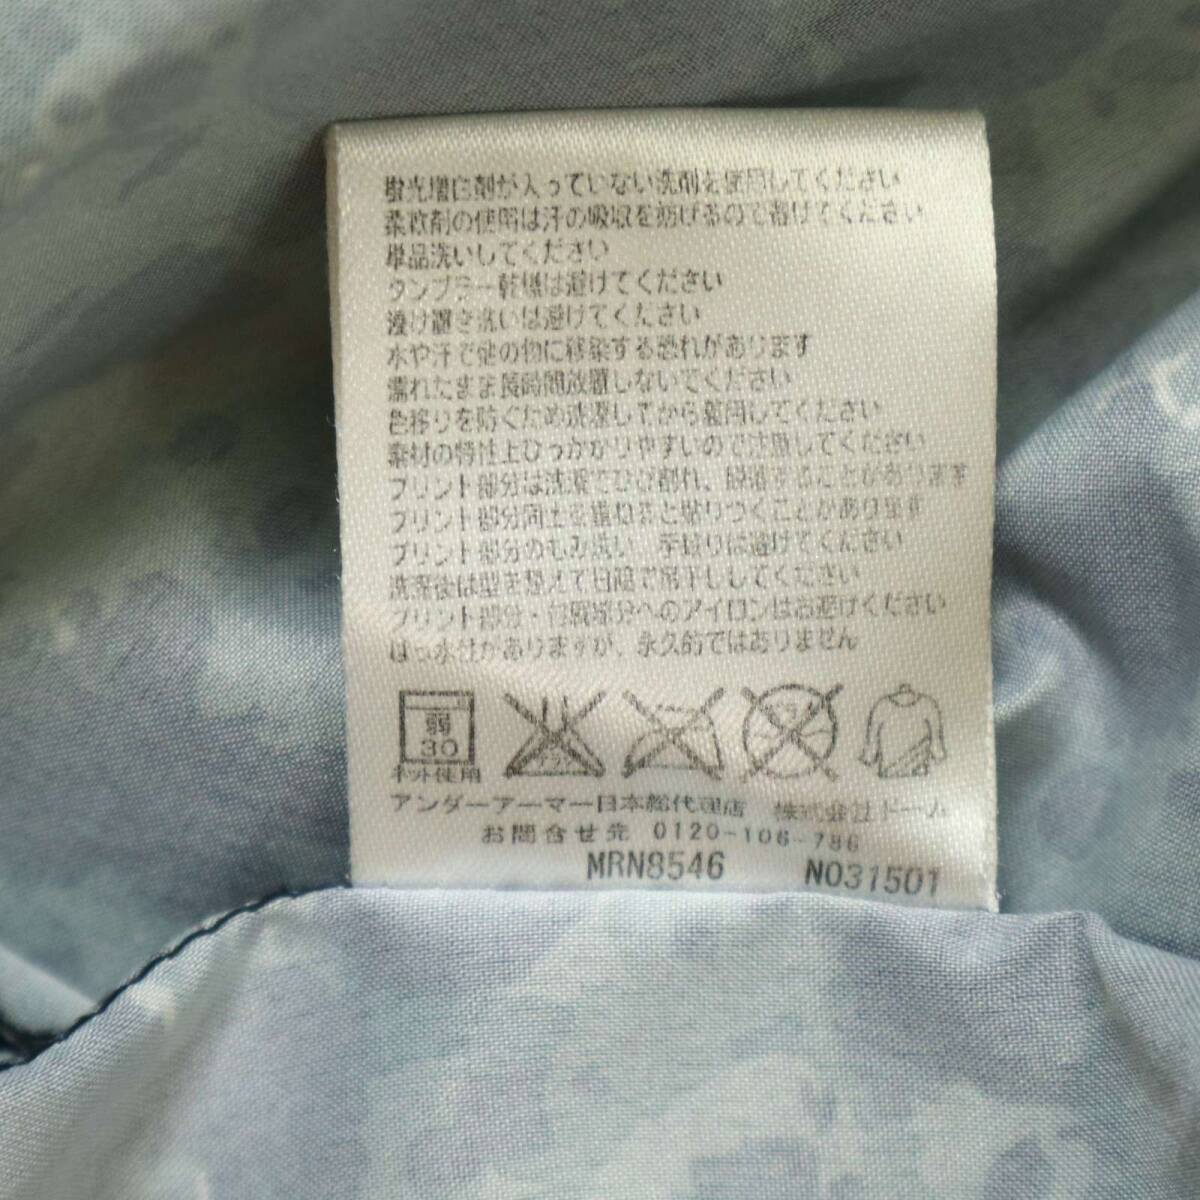 蛍光増白剤が入っていない洗剤を使用してください
柔軟剤の使用は汗の吸収を妨げるので避けてください
単品洗いしてください
タンブラー乾燥は避けてください
浸け置き洗いは避けてください
水や汗で他の物に移染する恐れがあります
濡れたまま長時間放置しないでください
色移りを防ぐため洗濯してから着用してください
素材の特性上ひっかかりやすいので注意してください
プリント部分は洗濯でひび割れ、脱落することがあります
プリント部分同士を重ねると貼りつくことがあります
プリント部分のもみ洗い、手絞りは避けてください
洗濯後は型を整えて日陰で吊干ししてください
プリント部分・付属部分へのアイロンはお避けください
はっ水性がありますが、永久的ではありません
弱
30
ネット使用
アンダーアーマー日本総代理店 株式会社ドーム
お問合せ先 0120-106-786
MRN8546 NO31501